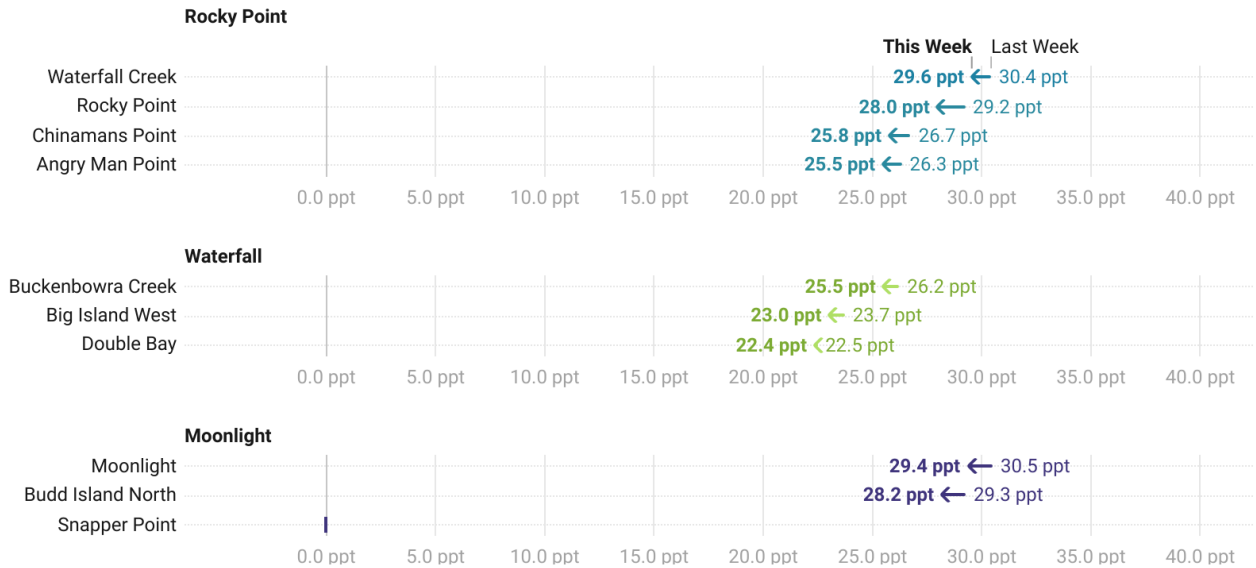 Rocky Point
This Week Last Week
Waterfall Creek 29.6 ppt 30.4 ppt
Rocky Point 28.0 ppt 29.2 ppt
Chinamans Point 25.8 ppt 26.7 ppt
Angry Man Point 25.5 ppt 26.3 ppt
0.0 ppt 5.0 ppt 10.0 ppt 15.0 ppt 20.0 ppt 25.0 ppt 30.0 ppt 35.0 ppt 40.0 ppt
Waterfall
Buckenbowra Creek 25.5 ppt 26.2 ppt
Big Island West 23.0 ppt 23.7 ppt
Double Bay 22.4 ppt 22.5 ppt
0.0 ppt 5.0 ppt 10.0 ppt 15.0 ppt 20.0 ppt 25.0 ppt 30.0 ppt 35.0 ppt 40.0 ppt
Moonlight
Moonlight 29.4 ppt 30.5 ppt
Budd Island North 28.2 ppt 29.3 ppt
Snapper Point
0.0 ppt 5.0 ppt 10.0 ppt 15.0 ppt 20.0 ppt 25.0 ppt 30.0 ppt 35.0 ppt 40.0 ppt